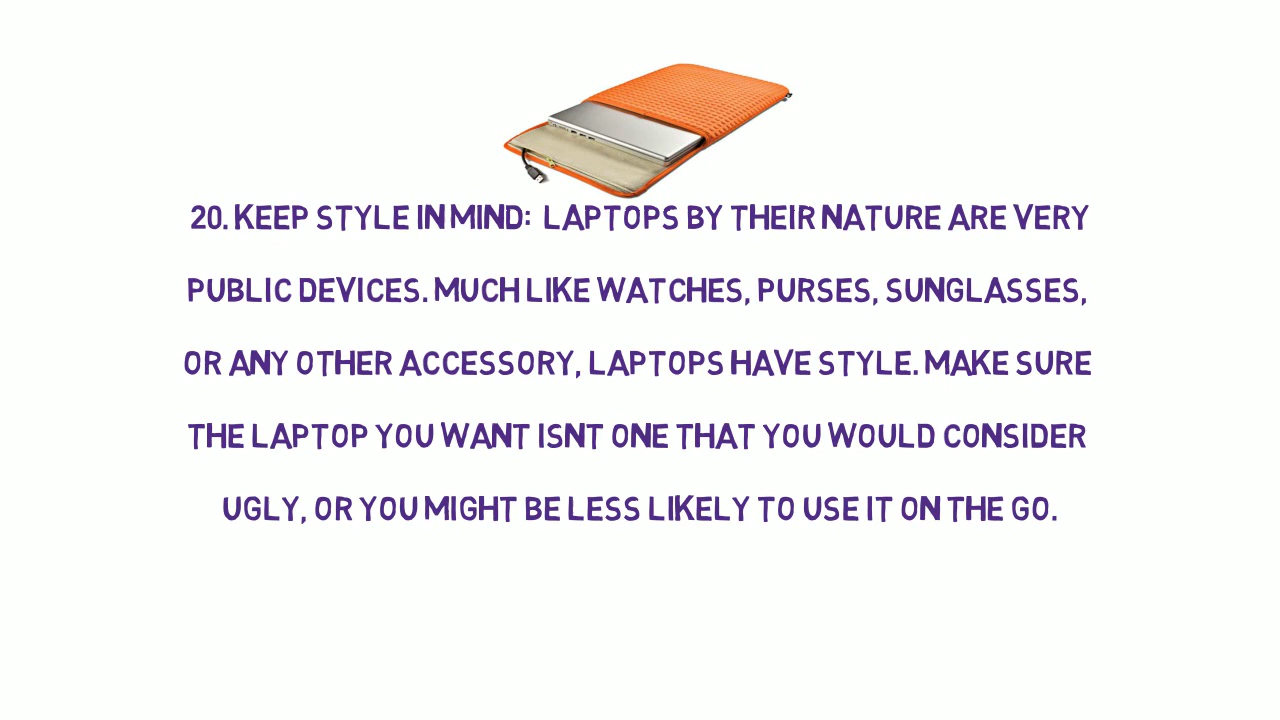 20. KEEP STYLE IN MIND: LAPTOPS BY THEIR NATURE ARE VERY
PUBLIC DEVICES. MUCH LIKE WATCHES, PURSES, SUNGLASSES,
OR ANY OTHER ACCESSORY, LAPTOPS HAVE STYLE. MAKE SURE
THE LAPTOP YOU WANT ISNT ONE THAT YOU WOULD CONSIDER
UGLY, OR YOU MIGHT BE LESS LIKELY TO USE IT ON THE GO.